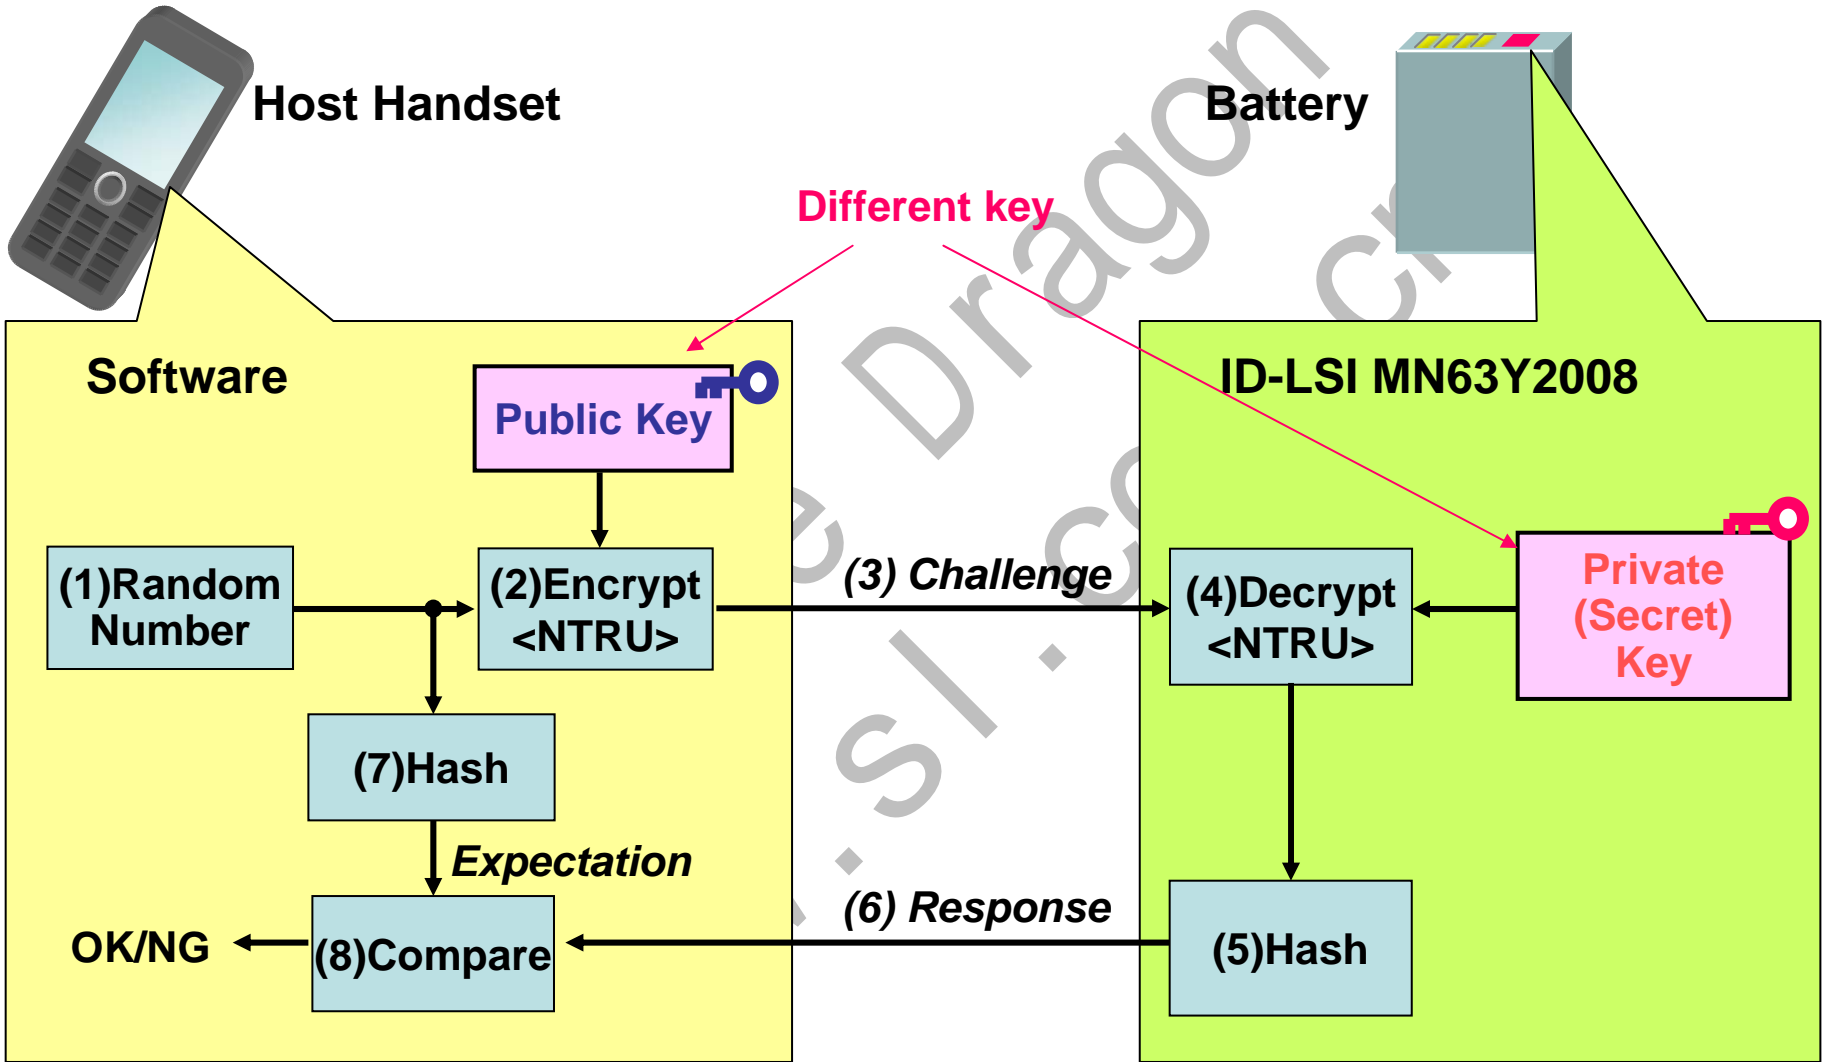 Host Handset
Battery
Different key
Software
ID-LSI MN63Y2008
Public Key
(1)Random
Number
(2)Encrypt
<NTRU>
(3) Challenge
(4)Decrypt
<NTRU>
Private
(Secret)
Key
(7)Hash
Expectation
(6) Response
OK/NG
(8)Compare
(5)Hash
Dragon